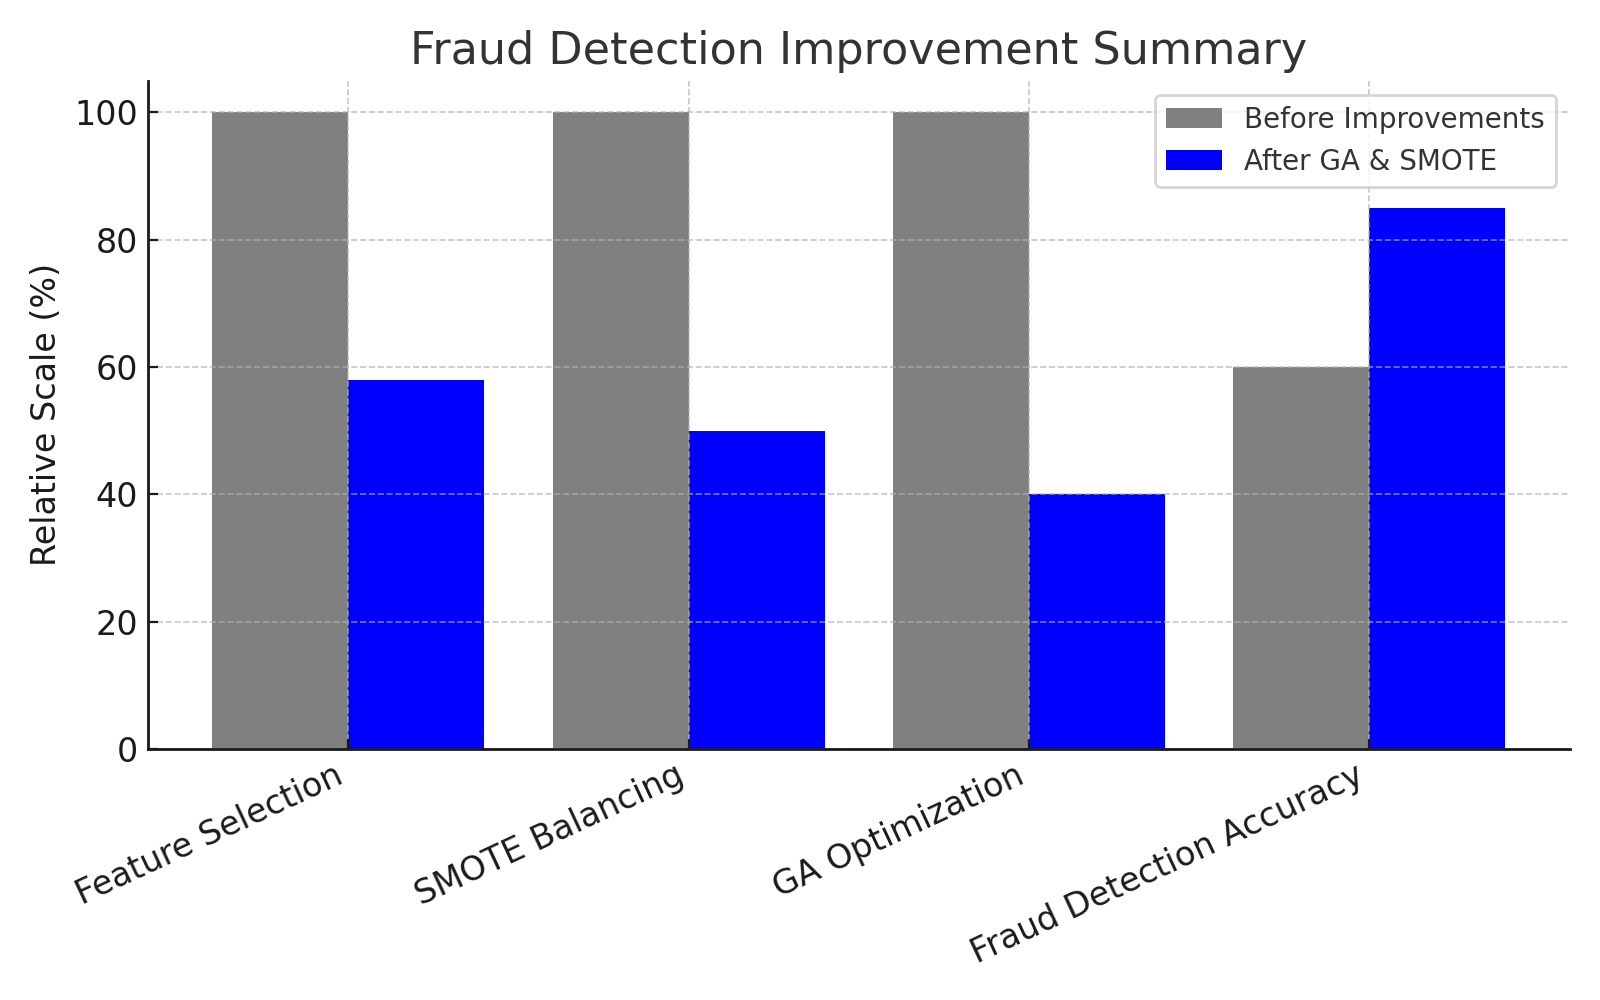 Fraud Detection Improvement Summary
Before Improvements
After GA & SMOTE
Relative Scale (%)
100
80
60
40
20
0
Feature Selection
SMOTE Balancing
GA Optimization
Fraud Detection Accuracy